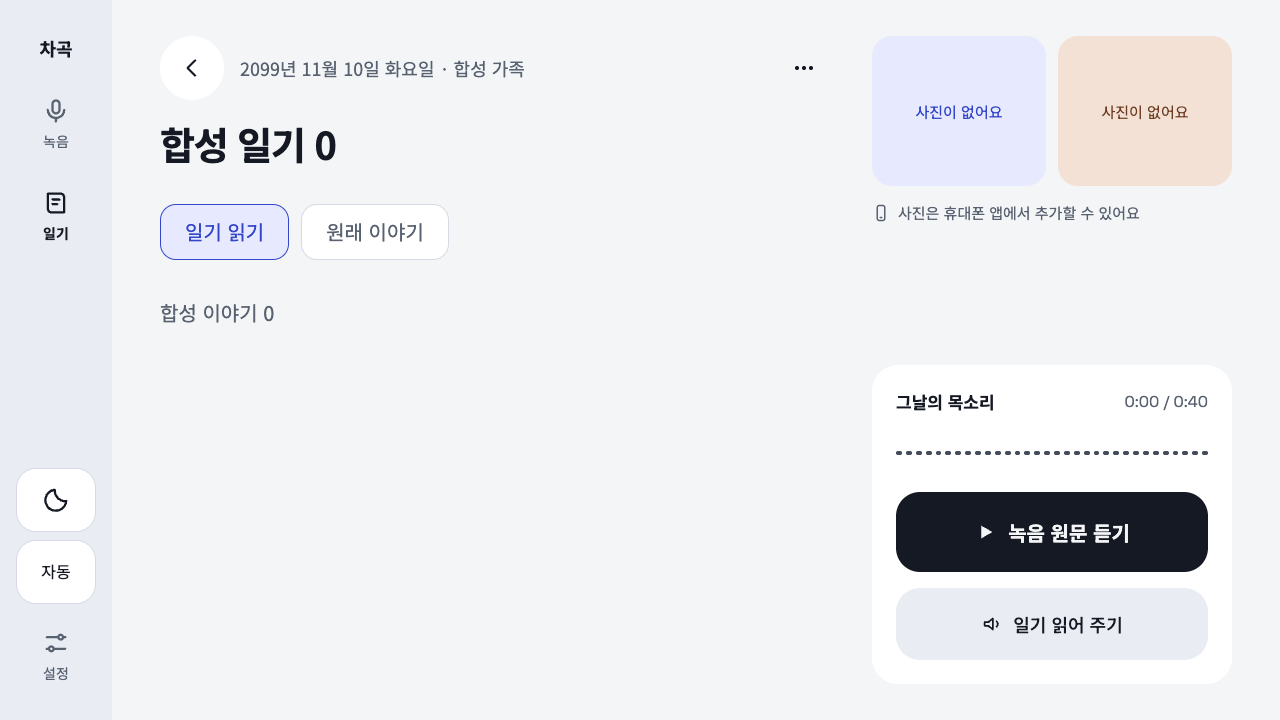 차곡
녹음
일기
자동
설정
2099년 11월 10일 화요일 · 합성 가족
합성 일기 0
일기 읽기
원래 이야기
합성 이야기 0
사진이 없어요
사진이 없어요
사진은 휴대폰 앱에서 추가할 수 있어요
그날의 목소리
0:00 / 0:40
녹음 원문 듣기
일기 읽어 주기